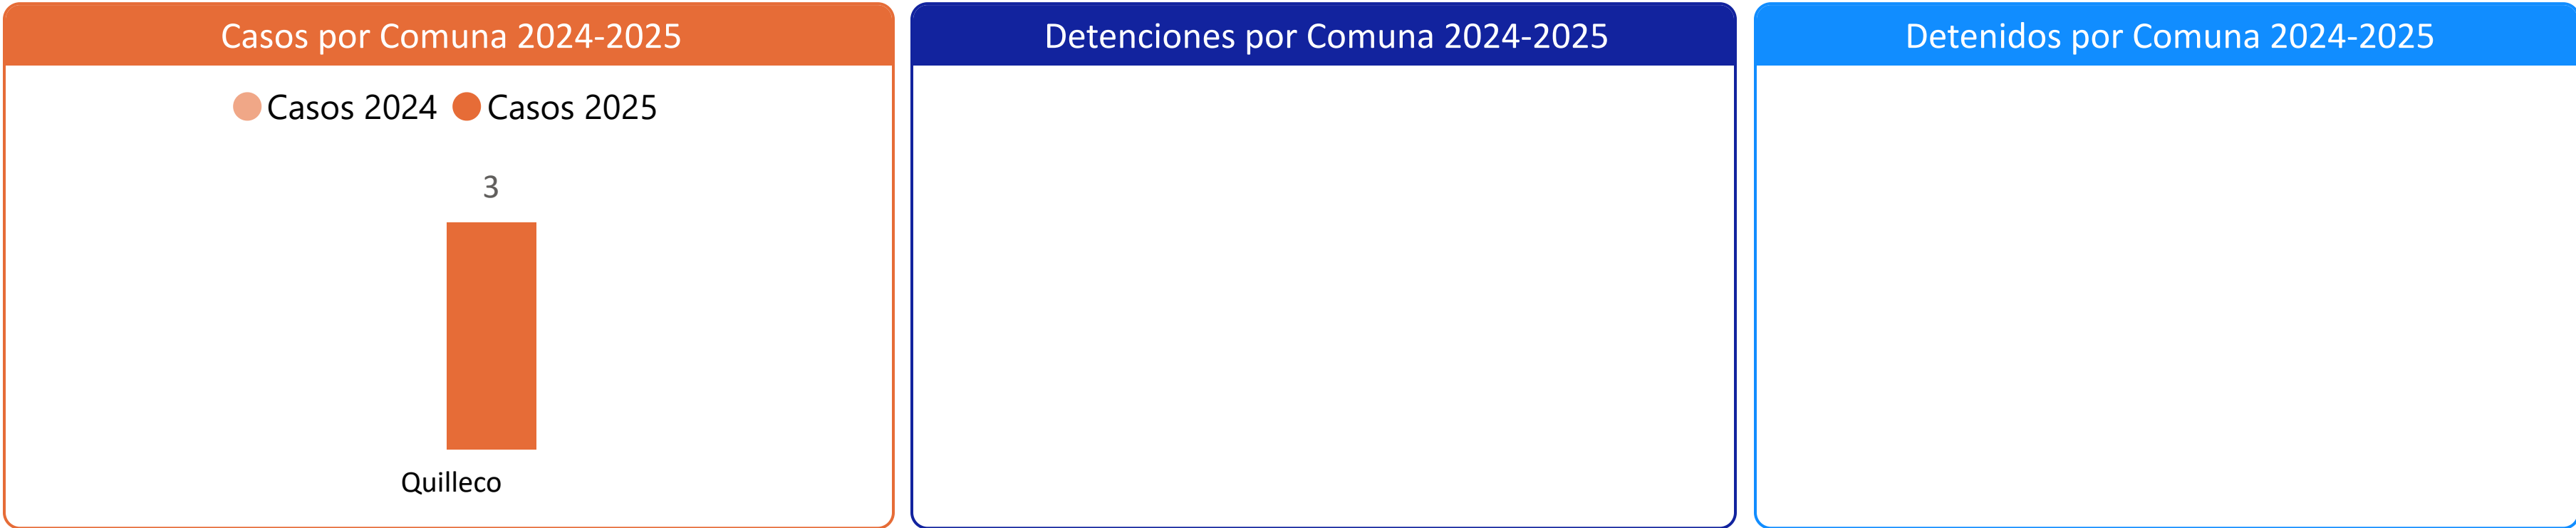 Casos por Comuna 2024-2025
Casos 2024 Casos 2025
3
Quilleco
Detenciones por Comuna 2024-2025
Detenidos por Comuna 2024-2025